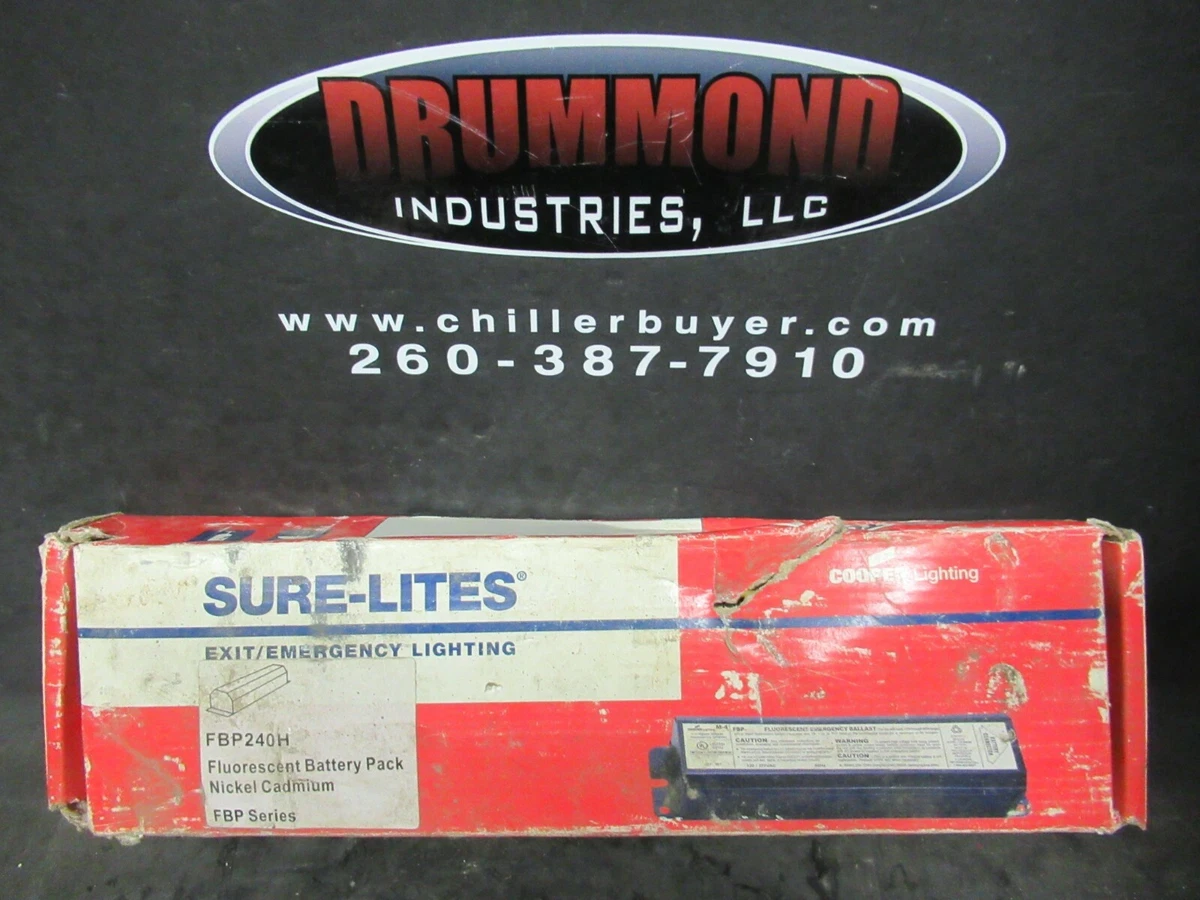 DRUMMOND
INDUSTRIES, LLC
www.chillerbuyer.com
260-387-7910
SURE-LITES®
COOPER Lighting
EXIT/EMERGENCY LIGHTING
FBP240H
Fluorescent Battery Pack
Nickel Cadmium
FBP Series
FBP-
FLUORESCENT EMERGENCY BALLAST
CAUTION
WARNING
CAUTION